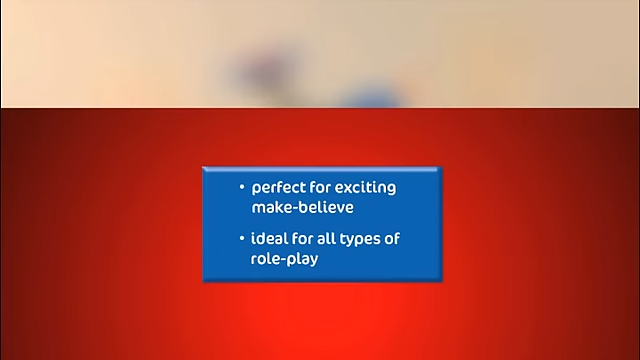 • perfect for exciting
make-believe
• ideal for all types of
role-play